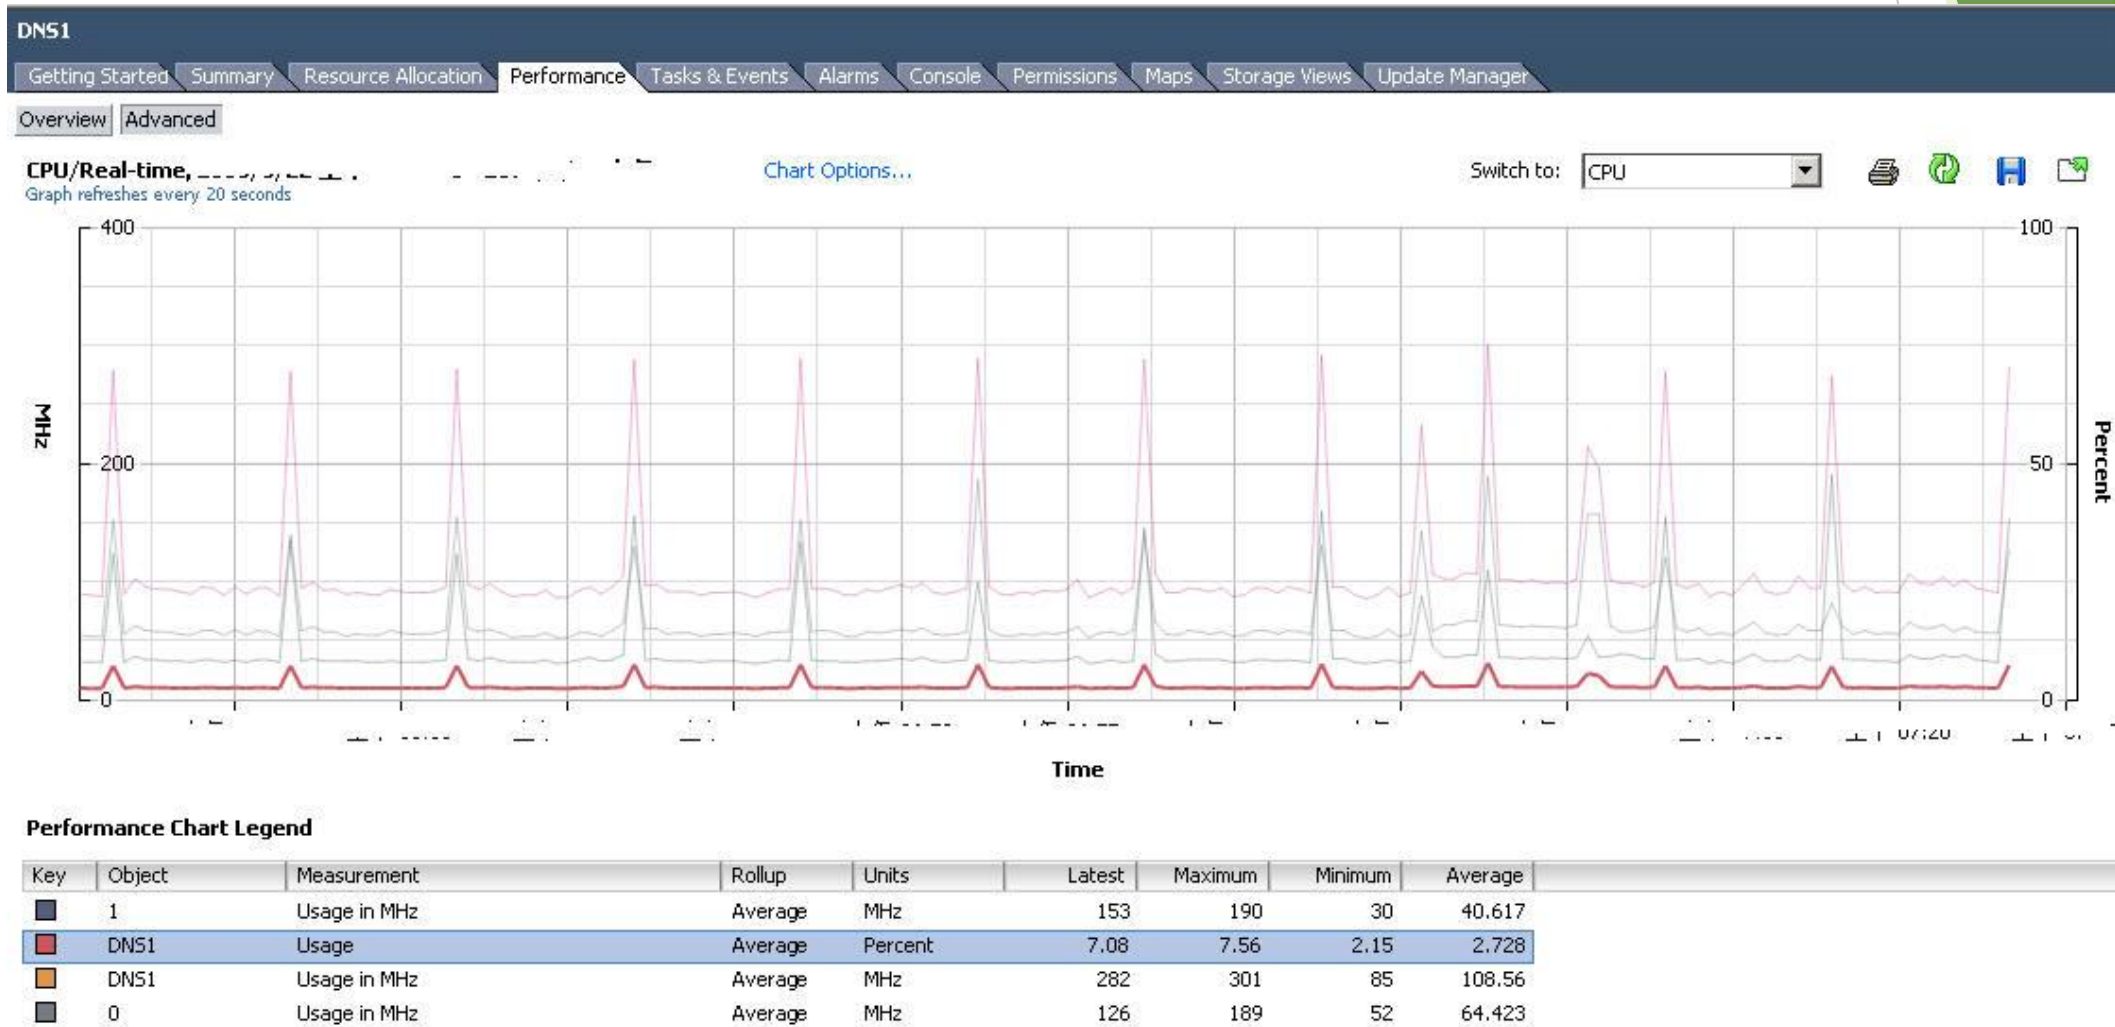 DNS1
Getting Started Summary Resource Allocation Performance Tasks & Events Alarms Console Permissions Maps Storage Views Update Manager
Overview Advanced
CPU/Real-time, Chart Options... Switch to: CPU
Graph refreshes every 20 seconds
400 100
MHz Percent
200 50
0 0
07:20
Time
Performance Chart Legend
Key Object Measurement Rollup Units Latest Maximum Minimum Average
1 Usage in MHz Average MHz 153 190 30 40.617
DNS1 Usage Average Percent 7.08 7.56 2.15 2.728
DNS1 Usage in MHz Average MHz 282 301 85 108.56
0 Usage in MHz Average MHz 126 189 52 64.423